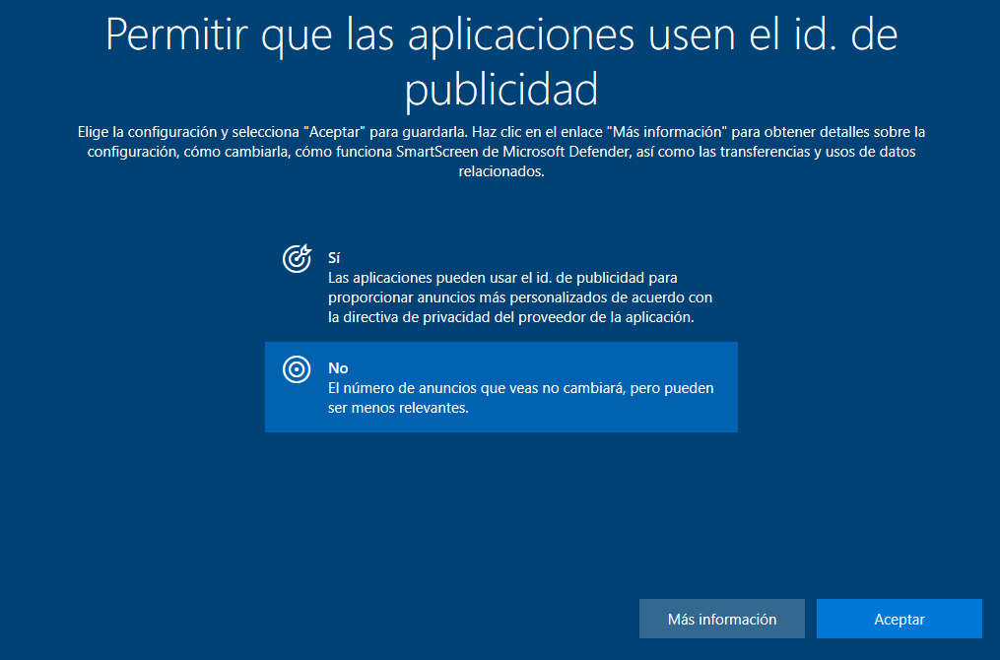 Permitir que las aplicaciones usen el id. de
publicidad
Elige la configuración y selecciona "Aceptar" para guardarla. Haz clic en el enlace "Más información" para obtener detalles sobre la
configuración, cómo cambiarla, cómo funciona SmartScreen de Microsoft Defender, así como las transferencias y usos de datos
relacionados.
Sí
Las aplicaciones pueden usar el id. de publicidad para
proporcionar anuncios más personalizados de acuerdo con
la directiva de privacidad del proveedor de la aplicación.
No
El número de anuncios que veas no cambiará, pero pueden
ser menos relevantes.
Más información
Aceptar